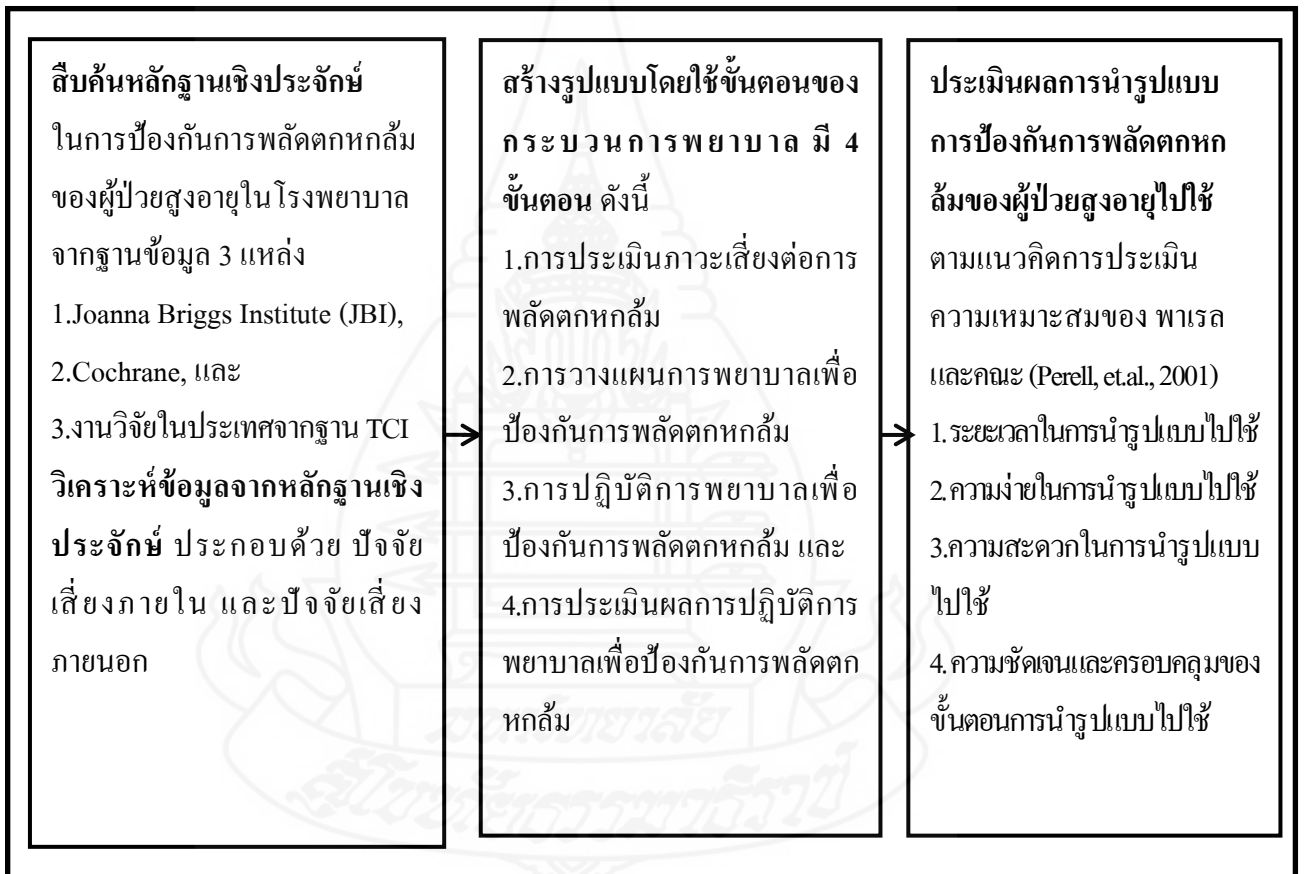 สืบค้นหลักฐานเชิงประจักษ์
ในการป้องกันการพลัดตกหกล้ม
ของผู้ป่วยสูงอายุในโรงพยาบาล
จากฐานข้อมูล 3 แหล่ง
1.Joanna Briggs Institute (JBI),
2.Cochrane, และ
3.งานวิจัยในประเทศจากฐาน TCI
วิเคราะห์ข้อมูลจากหลักฐานเชิง
ประจักษ์ ประกอบด้วย ปัจจัย
เสี่ยงภายใน และปัจจัยเสี่ยง
ภายนอก
สร้างรูปแบบโดยใช้ขั้นตอนของ
กระบวนการพยาบาล มี 4
ขั้นตอน ดังนี้
1.การประเมินภาวะเสี่ยงต่อการ
พลัดตกหกล้ม
2.การวางแผนการพยาบาลเพื่อ
ป้องกันการพลัดตกหกล้ม
3.การปฏิบัติการพยาบาลเพื่อ
ป้องกันการพลัดตกหกล้ม และ
4.การประเมินผลการปฏิบัติการ
พยาบาลเพื่อป้องกันการพลัดตก
หกล้ม
ประเมินผลการนำรูปแบบ
การป้องกันการพลัดตกหก
ล้มของผู้ป่วยสูงอายุไปใช้
ตามแนวคิดการประเมิน
ความเหมาะสมของ พาเรล
และคณะ (Perell, et.al., 2001)
1.ระยะเวลาในการนำรูปแบบไปใช้
2.ความง่ายในการนำรูปแบบไปใช้
3.ความสะดวกในการนำรูปแบบ
ไปใช้
4.ความชัดเจนและครอบคลุมของ
ขั้นตอนการนำรูปแบบไปใช้
มหาวิทยาลัย
สุโขทัยธรรมาธิราช